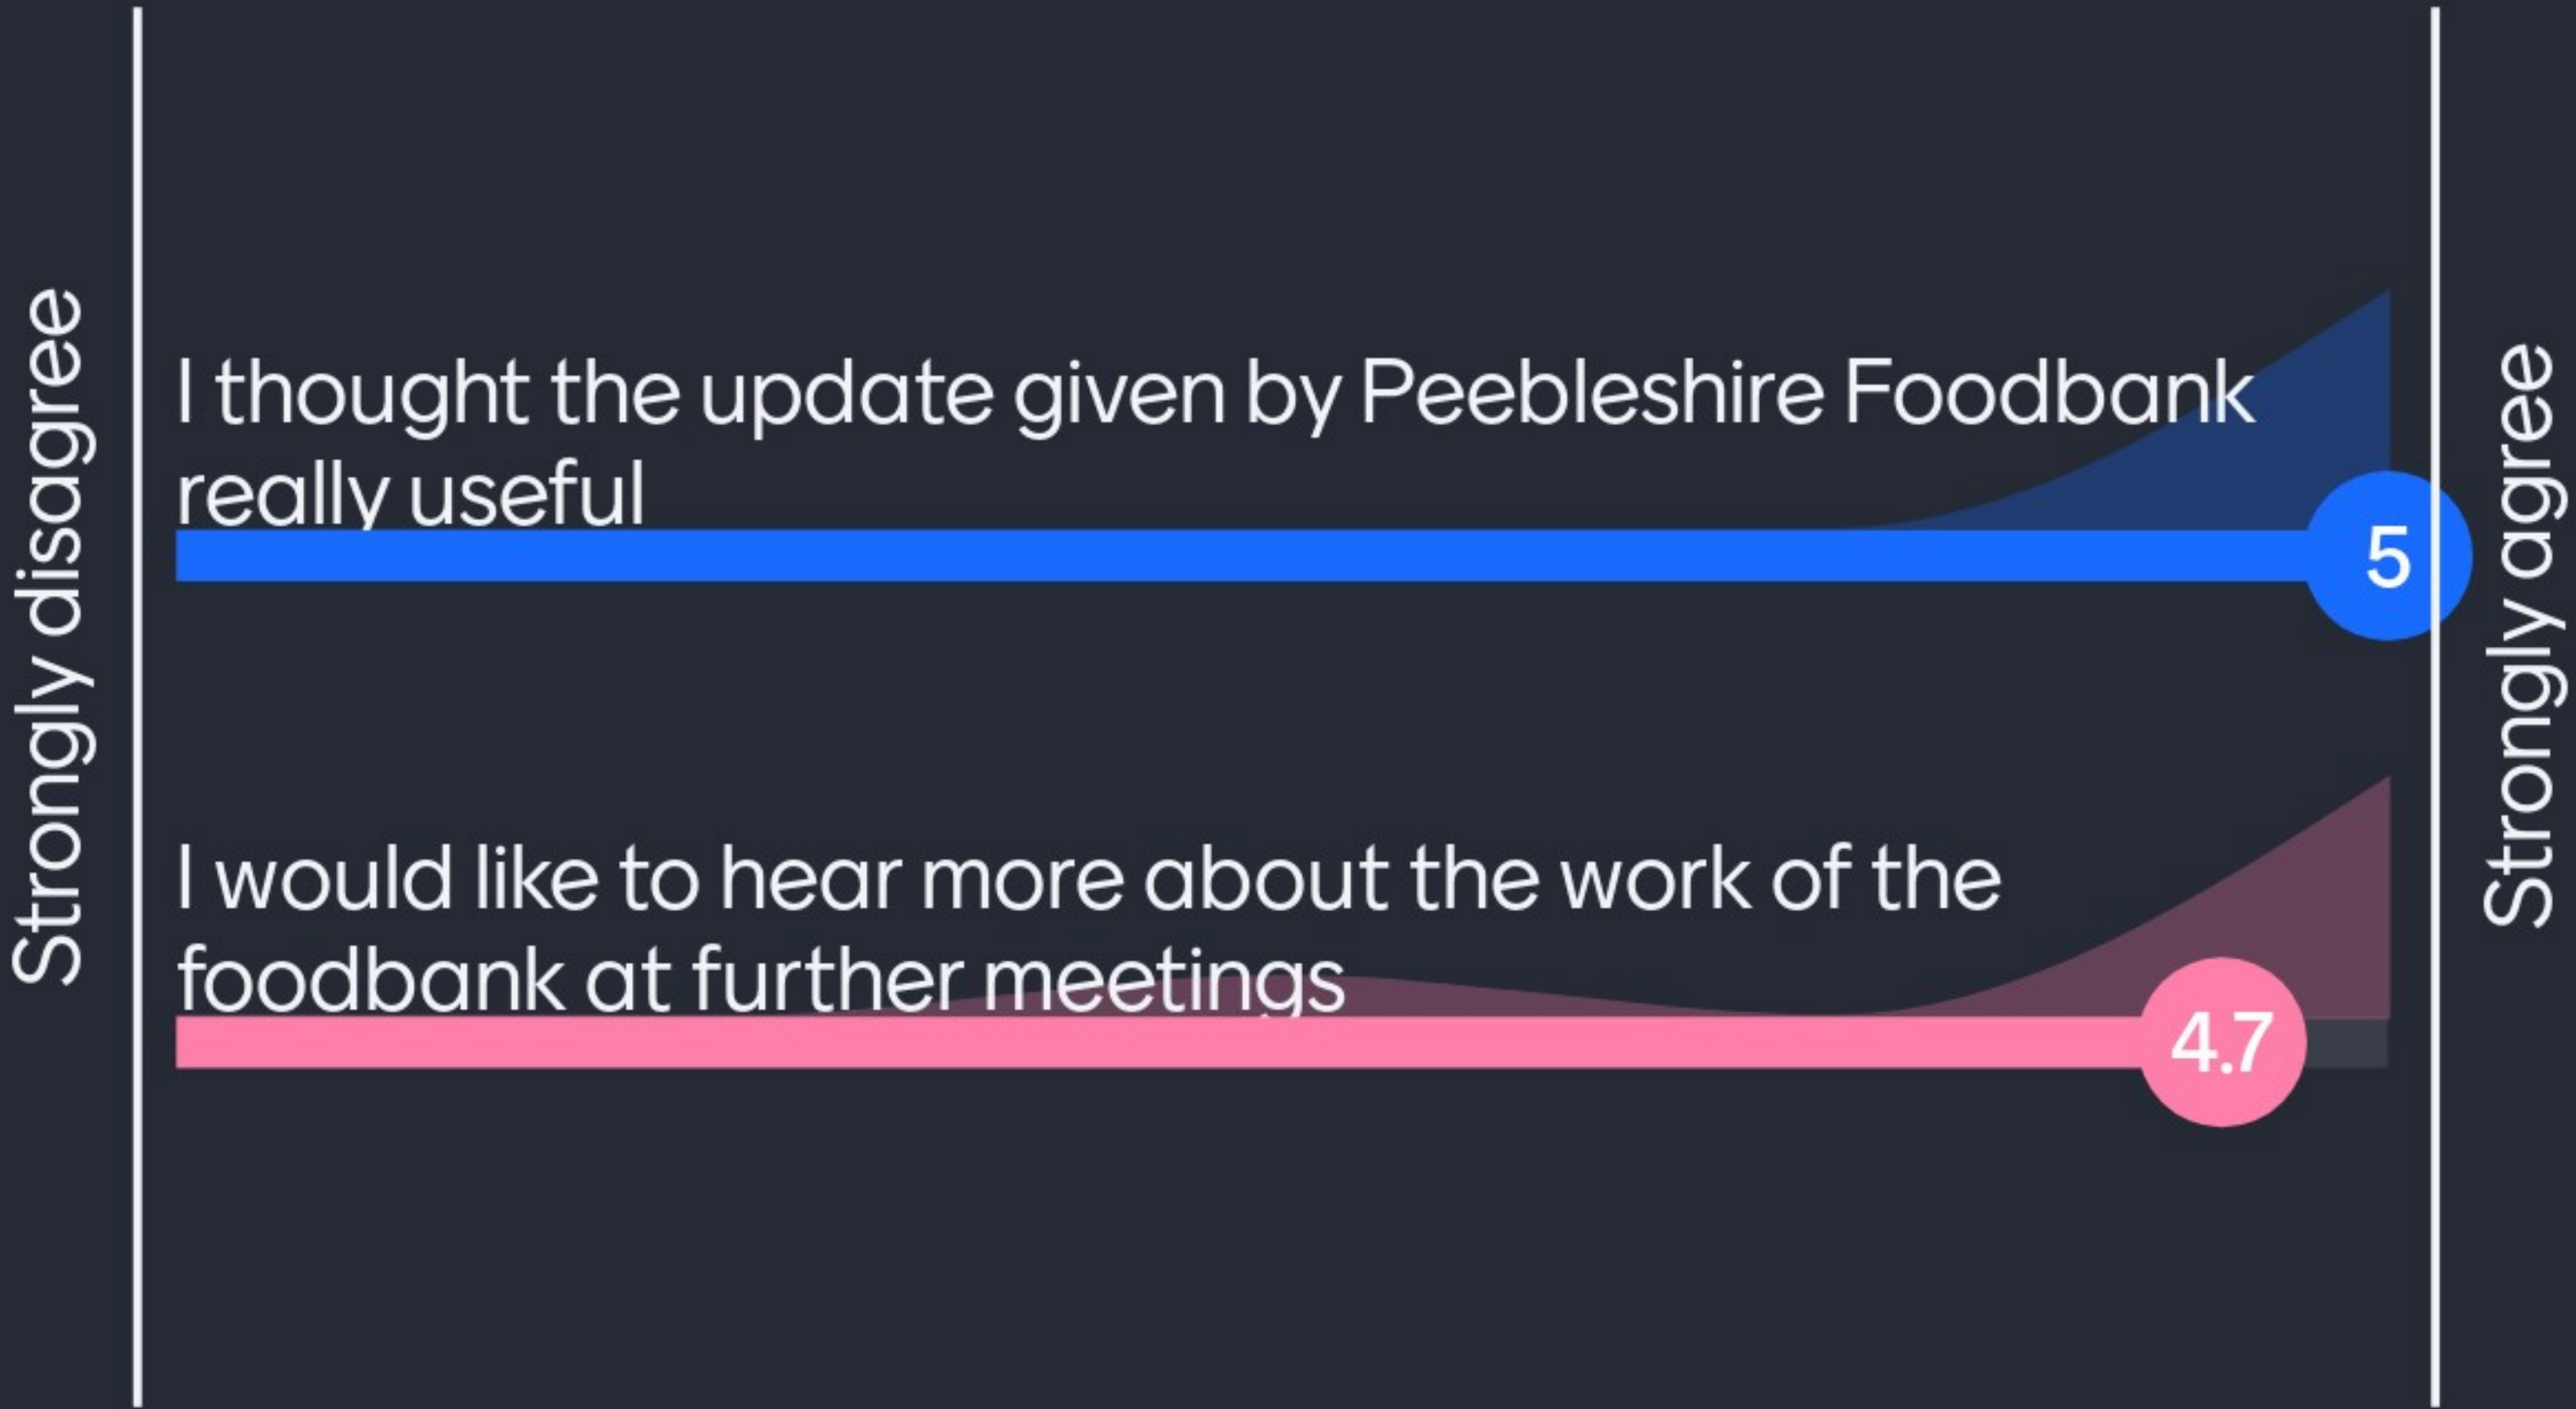 Strongly disagree
I thought the update given by Peebleshire Foodbank
really useful
5
I would like to hear more about the work of the
foodbank at further meetings
4.7
Strongly agree